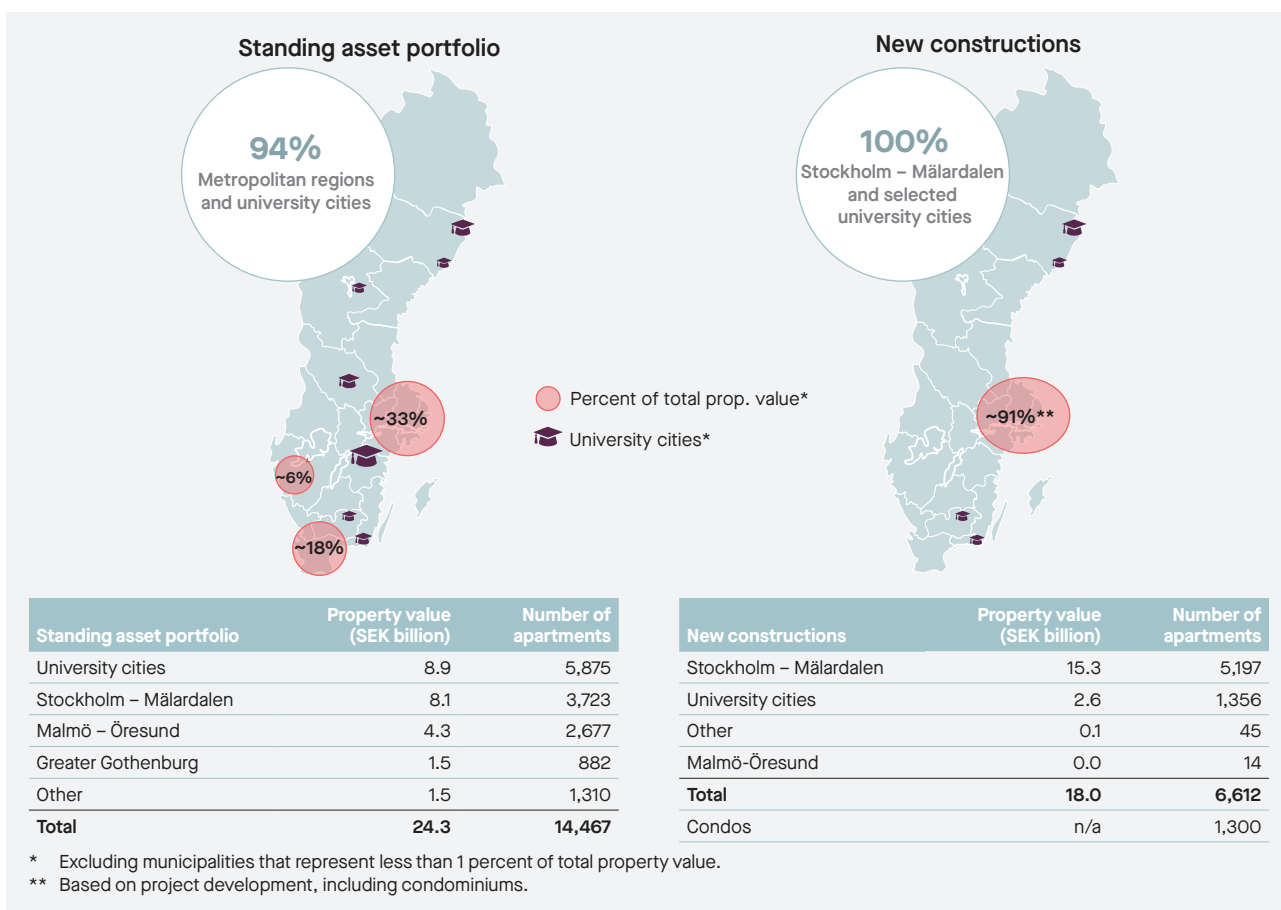 Standing asset portfolio
94%
Metropolitan regions
and university cities
~33%
~6%
~18%
Percent of total prop. value*
University cities*
New constructions
100%
Stockholm – Mälardalen
and selected
university cities
~91%**
Standing asset portfolio Property value (SEK billion) Number of apartments
University cities 8.9 5,875
Stockholm – Mälardalen 8.1 3,723
Malmö – Öresund 4.3 2,677
Greater Gothenburg 1.5 882
Other 1.5 1,310
Total 24.3 14,467
New constructions Property value (SEK billion) Number of apartments
Stockholm – Mälardalen 15.3 5,197
University cities 2.6 1,356
Other 0.1 45
Malmö-Öresund 0.0 14
Total 18.0 6,612
Condos n/a 1,300
* Excluding municipalities that represent less than 1 percent of total property value.
** Based on project development, including condominiums.